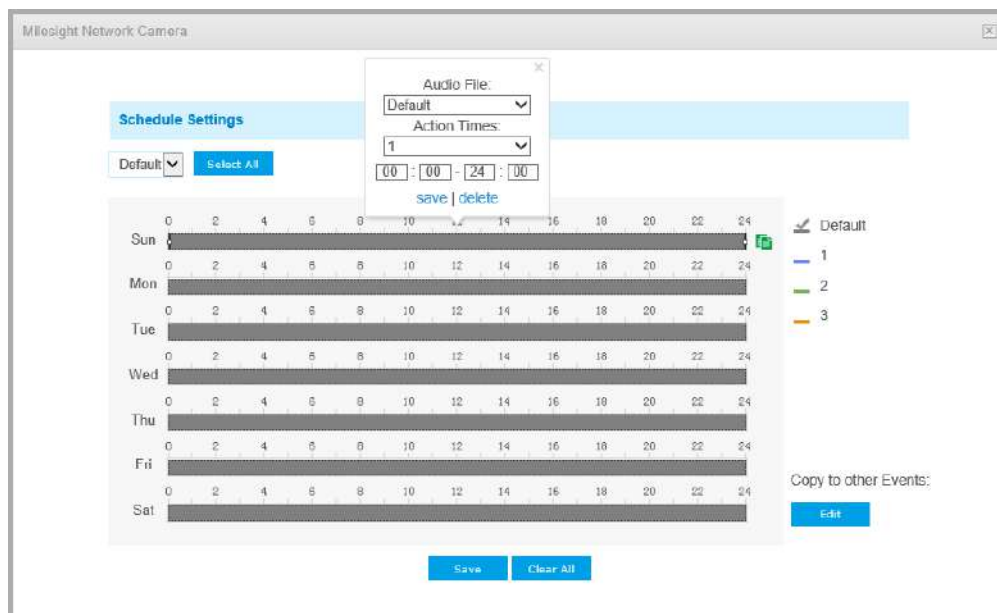 Milesight Network Camera
Audio File:
Default
Schedule Settings
Action Times:
1
Default
Select All
00 : 00 - 24 : 00
save | delete
0 2 4 6 8 10 12 14 16 18 20 22 24
Sun
Default
0 2 4 6 8 10 12 14 16 18 20 22 24
1
Mon
2
0 2 4 6 8 10 12 14 16 18 20 22 24
3
Tue
0 2 4 6 8 10 12 14 16 18 20 22 24
Wed
0 2 4 6 8 10 12 14 16 18 20 22 24
Thu
0 2 4 6 8 10 12 14 16 18 20 22 24
Fri
Copy to other Events:
0 2 4 6 8 10 12 14 16 18 20 22 24
Sat
Edit
Save
Clear All